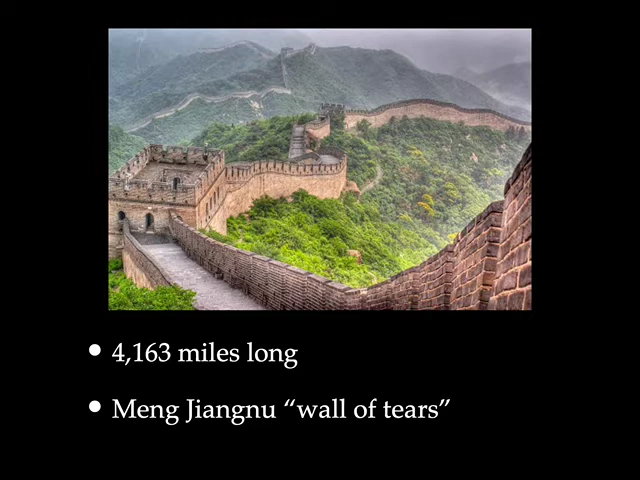 • 4,163 miles long
• Meng Jiangnu “wall of tears”